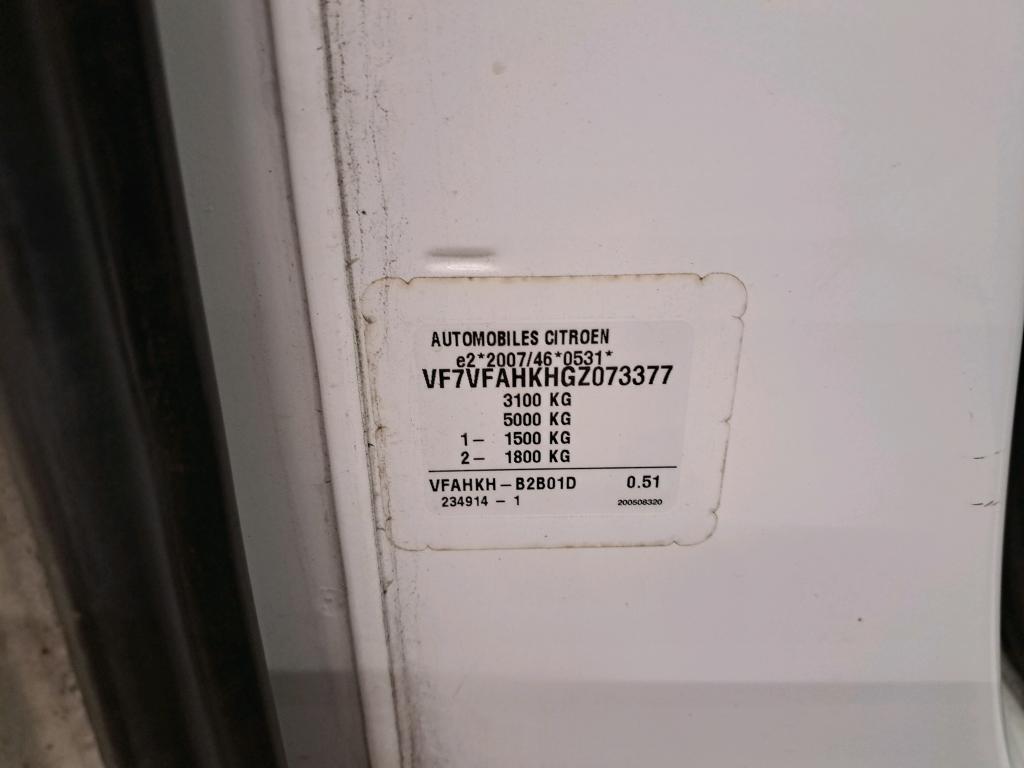 AUTOMOBILES CITROEN
e2*2007/46*0531*
VF7VFAHKHGZ073377
3100 KG
5000 KG
1- 1500 KG
2- 1800 KG
VFAHKH-B2B01D 0.51
234914 - 1 200508320